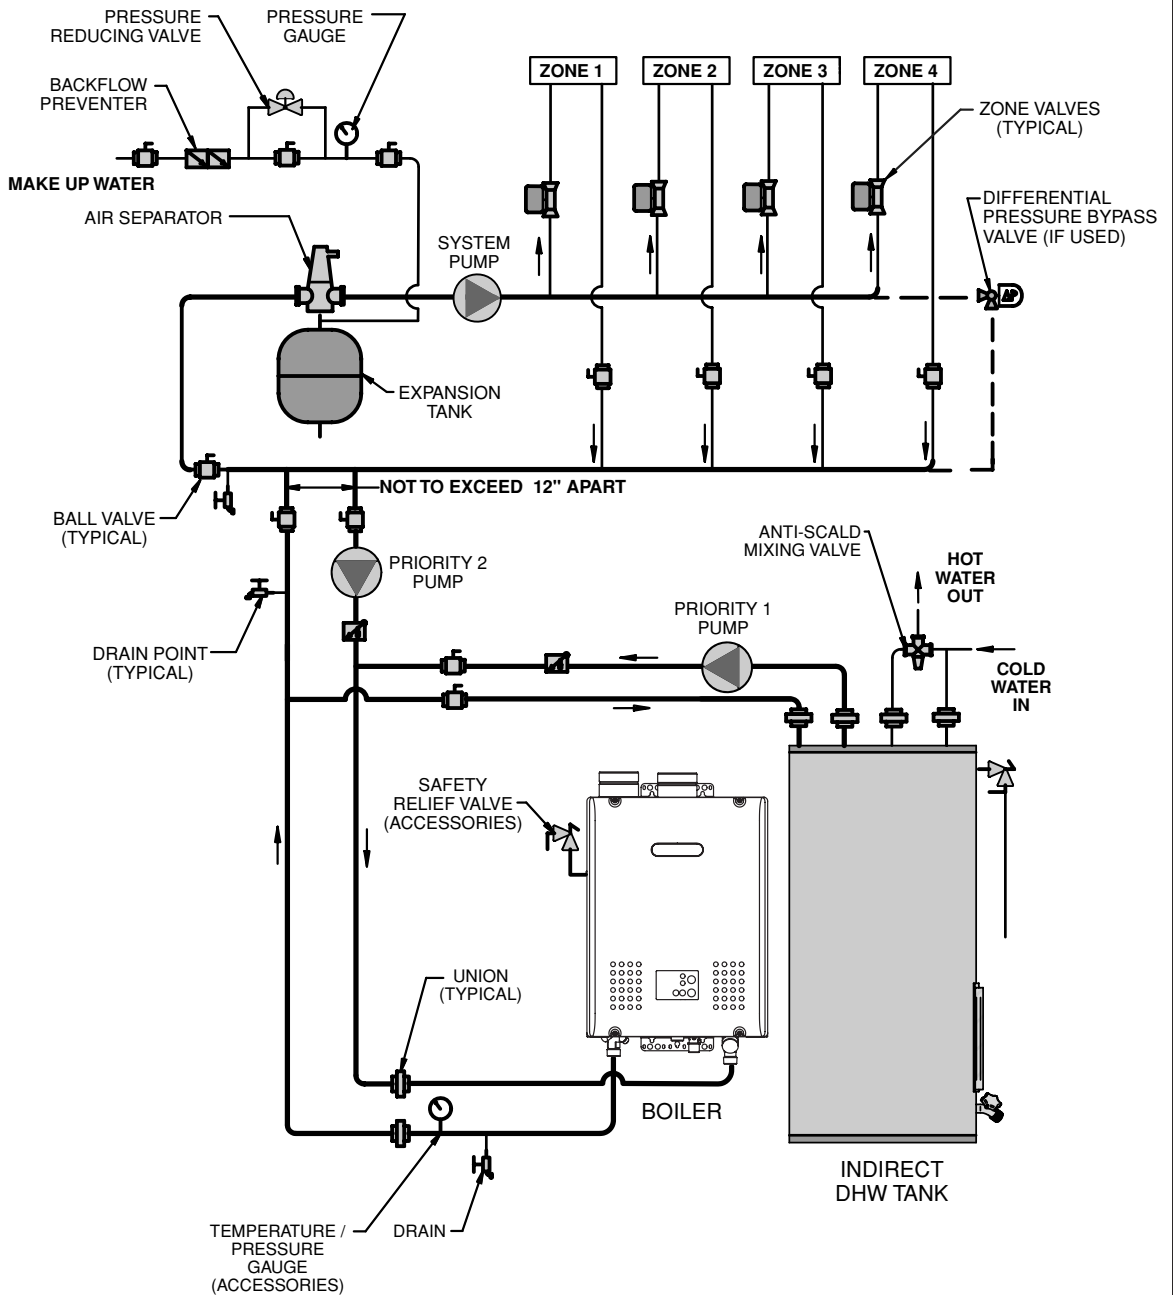 PRESSURE
REDUCING VALVE
PRESSURE
GAUGE
BACKFLOW
PREVENTER
MAKE UP WATER
AIR SEPARATOR
SYSTEM
PUMP
ZONE 1
ZONE 2
ZONE 3
ZONE 4
ZONE VALVES
(TYPICAL)
DIFFERENTIAL
PRESSURE BYPASS
VALVE (IF USED)
ΔP
EXPANSION
TANK
NOT TO EXCEED 12" APART
BALL VALVE
(TYPICAL)
PRIORITY 2
PUMP
DRAIN POINT
(TYPICAL)
PRIORITY 1
PUMP
ANTI-SCALD
MIXING VALVE
HOT
WATER
OUT
COLD
WATER
IN
SAFETY
RELIEF VALVE
(ACCESSORIES)
UNION
(TYPICAL)
BOILER
INDIRECT
DHW TANK
TEMPERATURE /
PRESSURE
GAUGE
(ACCESSORIES)
DRAIN